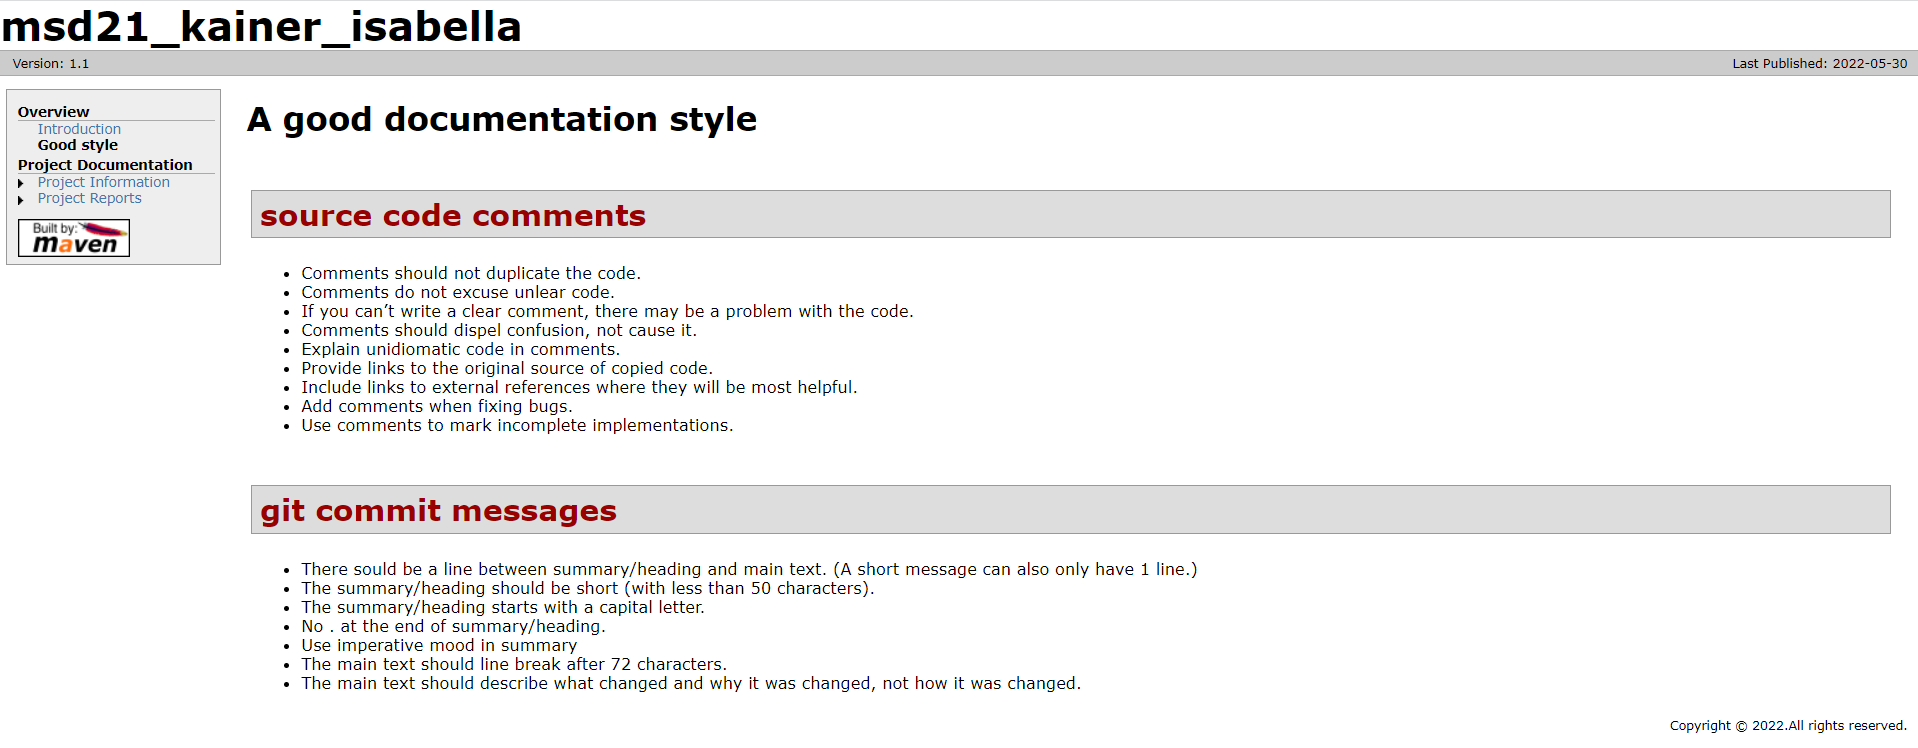 msd21_kainer_isabella
Version: 1.1
Last Published: 2022-05-30
Overview
Introduction
Good style
Project Documentation
Project Information
Project Reports
Built by:
maven
A good documentation style
source code comments
Comments should not duplicate the code.
Comments do not excuse unlear code.
If you can’t write a clear comment, there may be a problem with the code.
Comments should dispel confusion, not cause it.
Explain unidiomatic code in comments.
Provide links to the original source of copied code.
Include links to external references where they will be most helpful.
Add comments when fixing bugs.
Use comments to mark incomplete implementations.
git commit messages
There sould be a line between summary/heading and main text. (A short message can also only have 1 line.)
The summary/heading should be short (with less than 50 characters).
The summary/heading starts with a capital letter.
No . at the end of summary/heading.
Use imperative mood in summary
The main text should line break after 72 characters.
The main text should describe what changed and why it was changed, not how it was changed.
Copyright © 2022.All rights reserved.